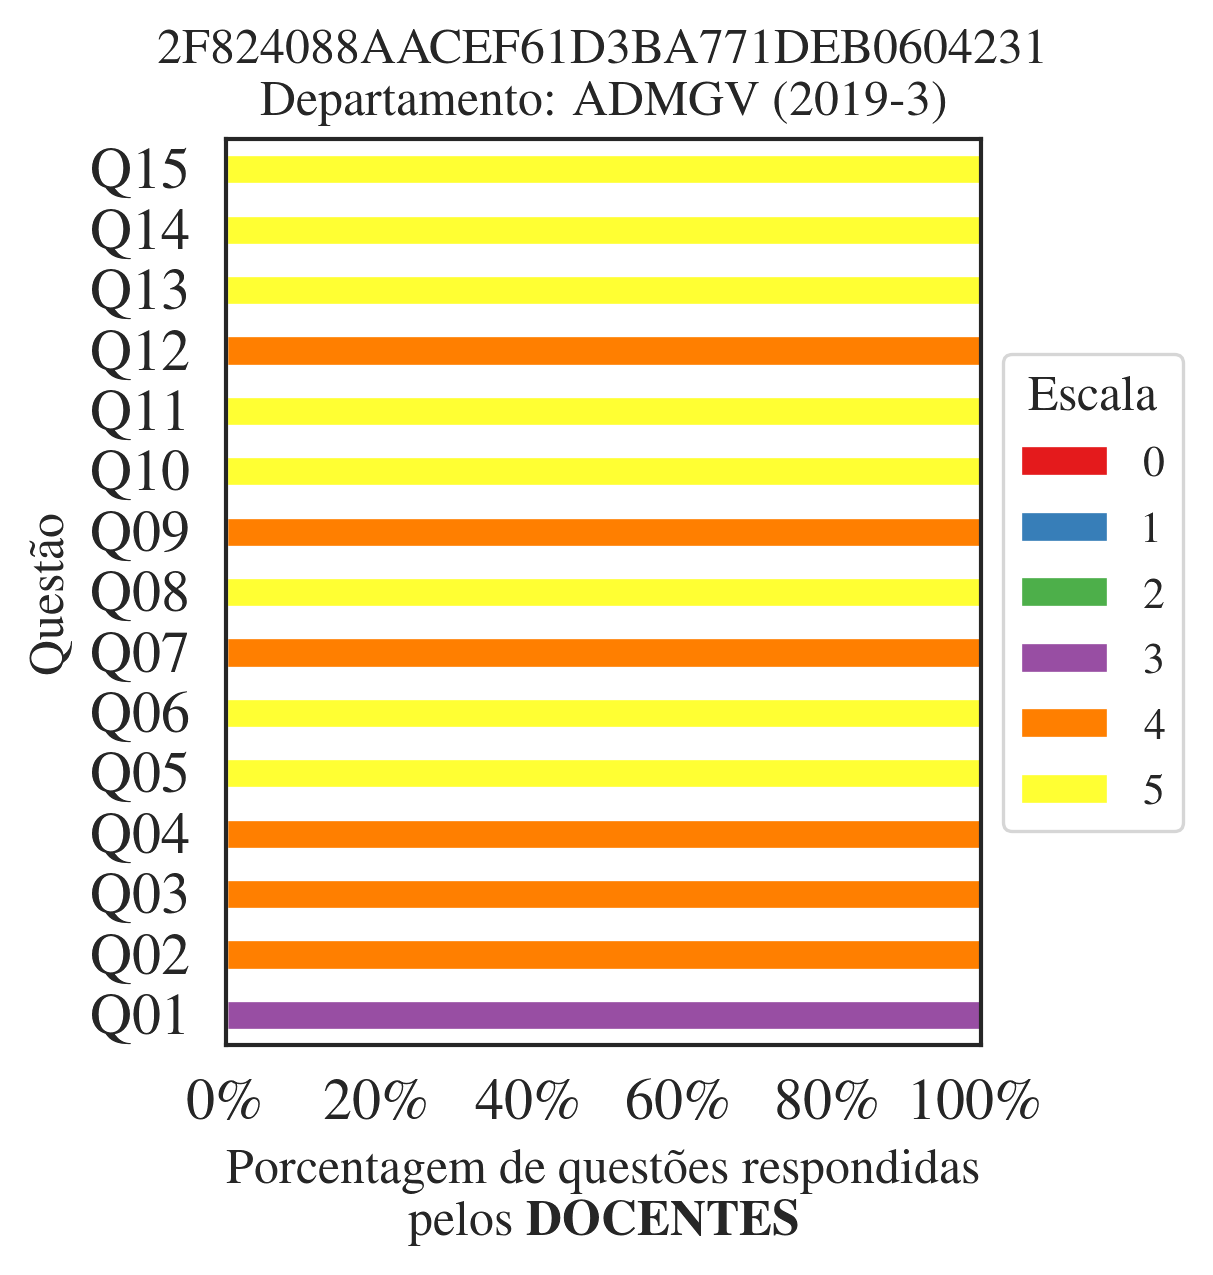 2F824088AACEF61D3BA771DEB0604231
Departamento: ADMGV (2019-3)
Questão
Q15
Q14
Q13
Q12
Q11
Q10
Q09
Q08
Q07
Q06
Q05
Q04
Q03
Q02
Q01
0% 20% 40% 60% 80% 100%
Porcentagem de questões respondidas
pelos DOCENTES
Escala
0
1
2
3
4
5